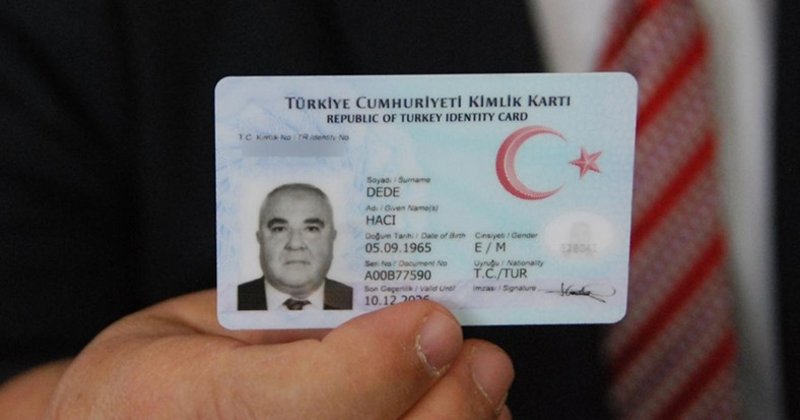 TÜRKİYE CUMHURİYETİ KİMLİK KARTI
REPUBLIC OF TURKEY IDENTITY CARD
T.C. Kimlik No / TR Identity No
Soyadı / Surname
DEDE
Adı / Given Name(s)
HACI
Doğum Tarihi / Date of Birth Cinsiyeti / Gender
05.09.1965 E / M
Seri No / Document No Uyruğu / Nationality
A00B77590 T.C./TUR
Son Geçerlilik / Valid Until İmzası / Signature
10.12.2026